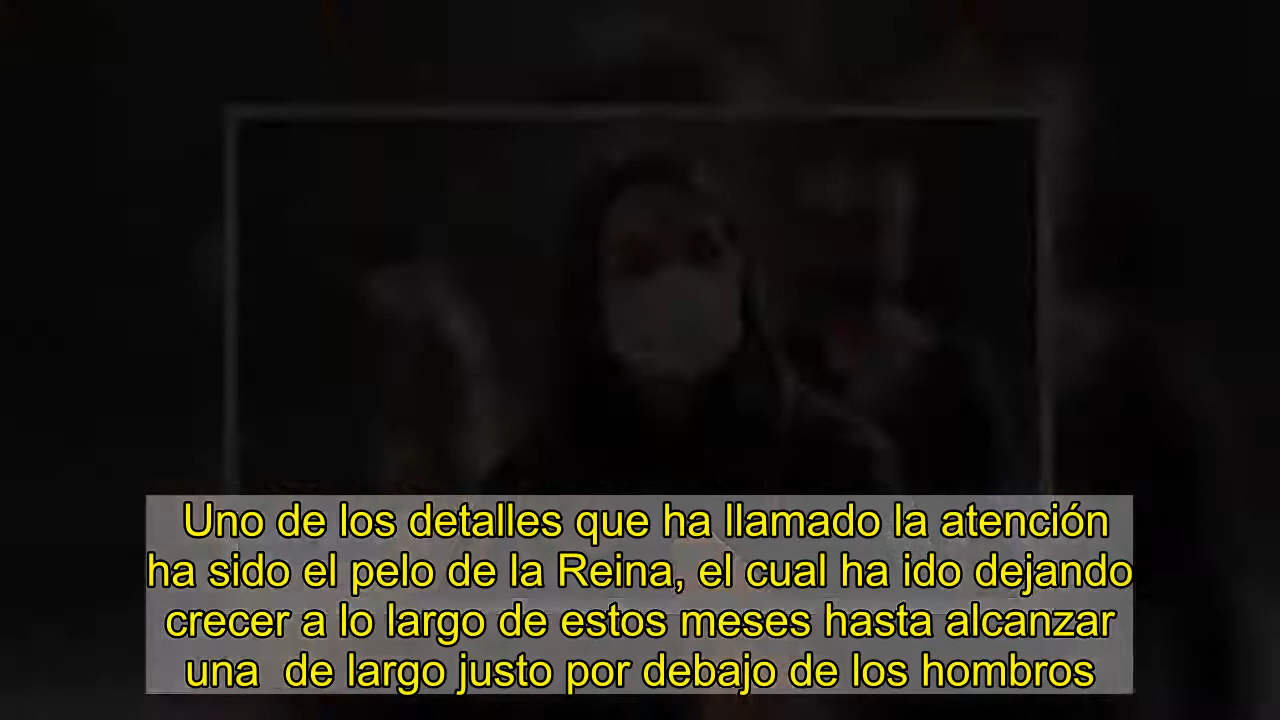 Uno de los detalles que ha llamado la atención
ha sido el pelo de la Reina, el cual ha ido dejando
crecer a lo largo de estos meses hasta alcanzar
una  de largo justo por debajo de los hombros